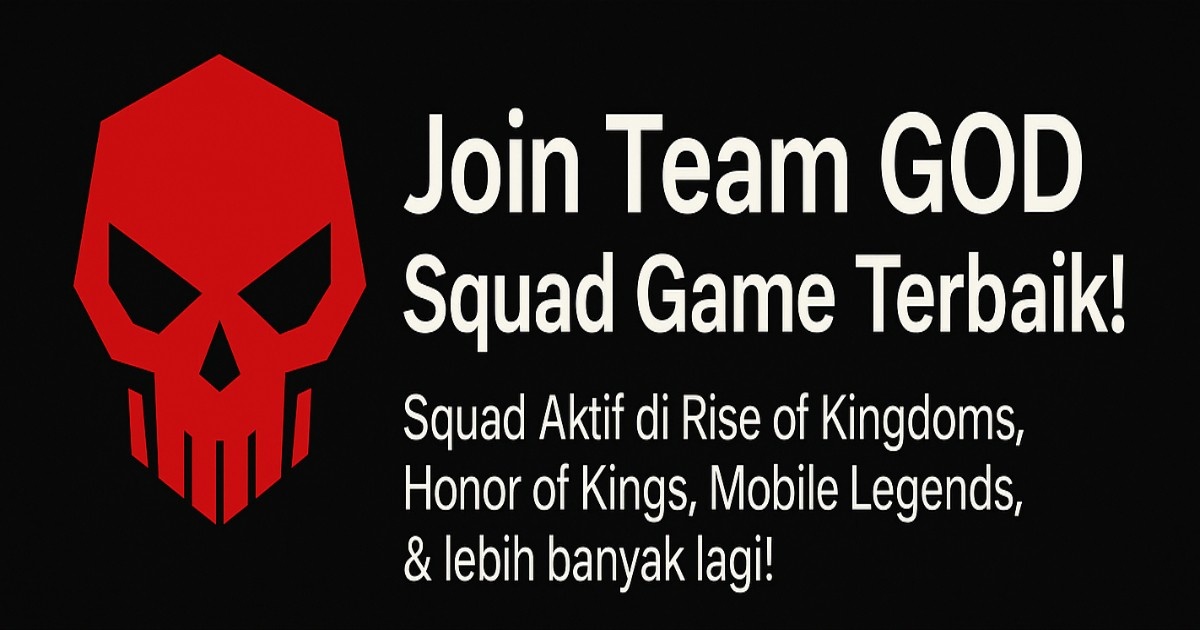 Join Team GOD
Squad Game Terbaik!
Squad Aktif di Rise of Kingdoms,
Honor of Kings, Mobile Legends,
& lebih banyak lagi!